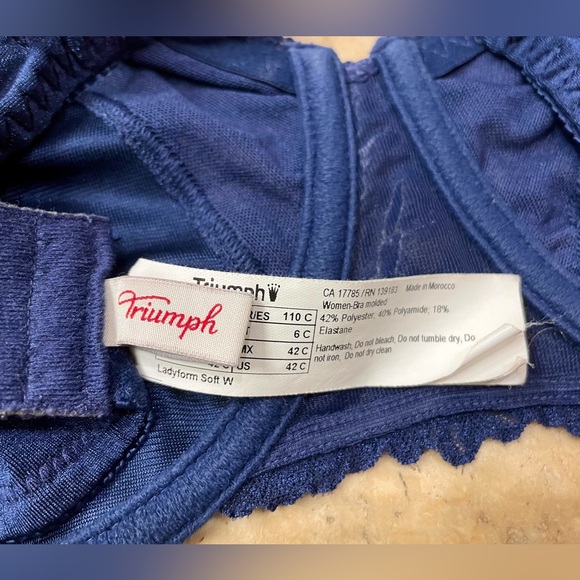 Triumph
Triumph
/ES 110 C
6 C
MX 42 C
US 42 C
Ladyform Soft W
CA 17785 / RN 139183 Made in Morocco
Women-Bra molded
42% Polyester, 40% Polyamide, 18%
Elastane
Handwash, Do not bleach, Do not tumble dry, Do
not iron, Do not dry clean